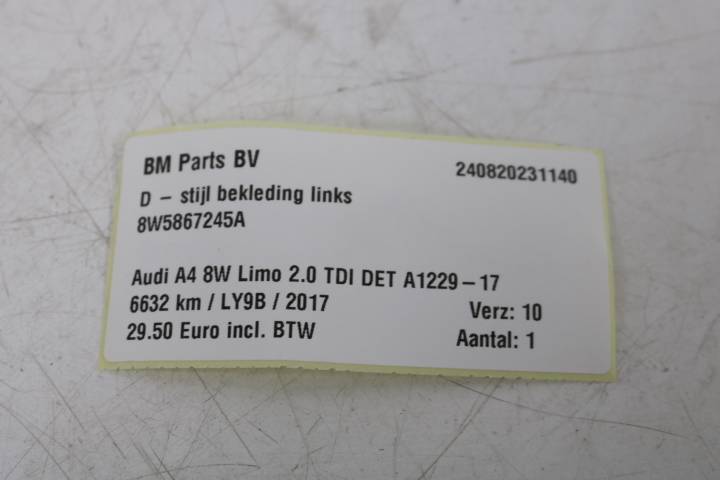 BM Parts BV 240820231140
D – stijl bekleding links
8W5867245A
Audi A4 8W Limo 2.0 TDI DET A1229–17
6632 km / LY9B / 2017 Verz: 10
29.50 Euro incl. BTW Aantal: 1